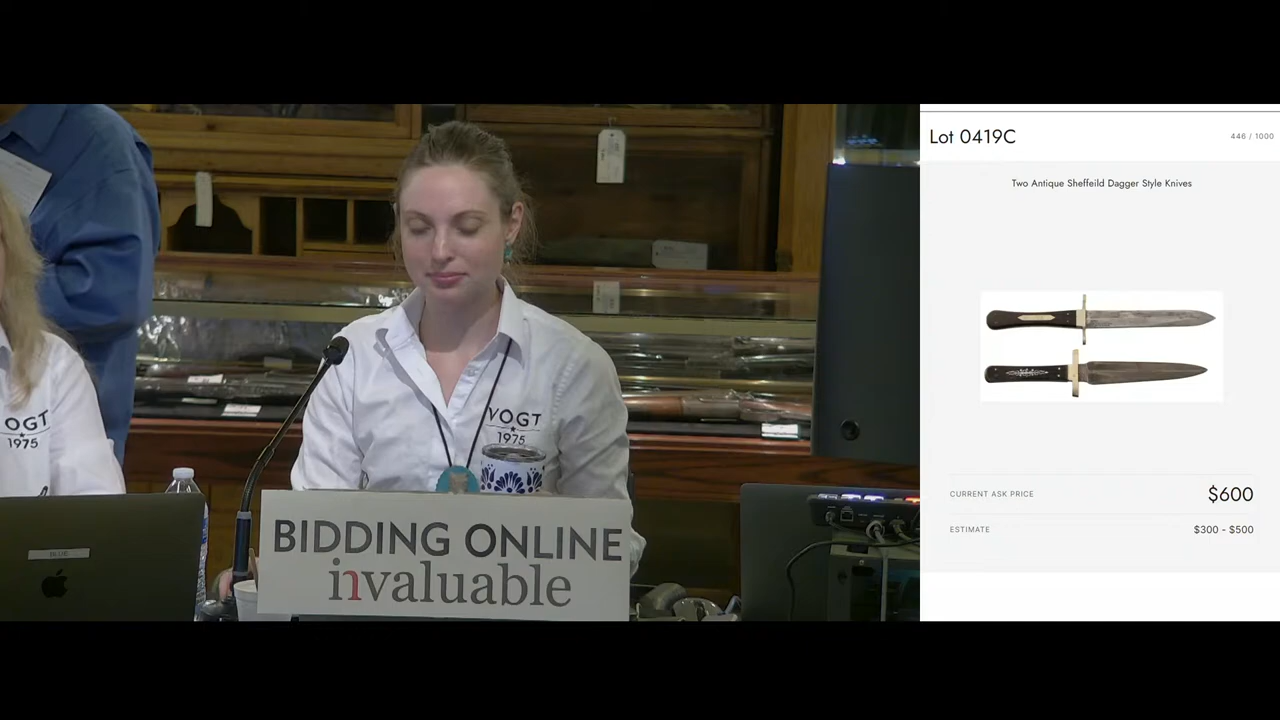 Lot 0419C
446 / 1000
Two Antique Sheffeild Dagger Style Knives
CURRENT ASK PRICE
$600
ESTIMATE
$300 - $500
OGT
1975
VOGT
1975
BLUE
BIDDING ONLINE
invaluable